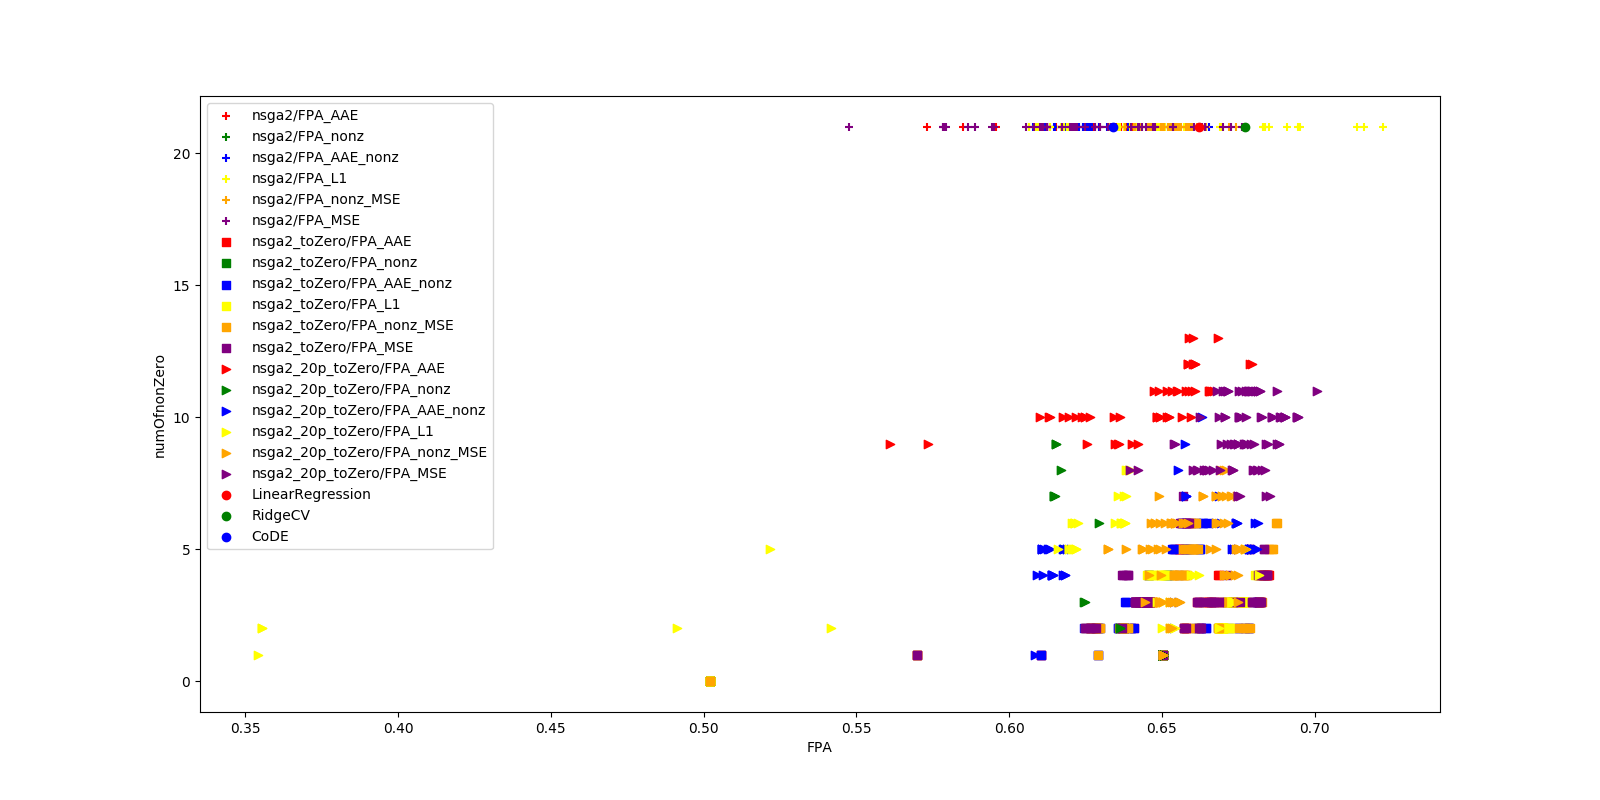 nsga2/FPA_AAE
nsga2/FPA_nonz
nsga2/FPA_AAE_nonz
nsga2/FPA_L1
nsga2/FPA_nonz_MSE
nsga2/FPA_MSE
nsga2_toZero/FPA_AAE
nsga2_toZero/FPA_nonz
nsga2_toZero/FPA_AAE_nonz
nsga2_toZero/FPA_L1
nsga2_toZero/FPA_nonz_MSE
nsga2_toZero/FPA_MSE
nsga2_20p_toZero/FPA_AAE
nsga2_20p_toZero/FPA_nonz
nsga2_20p_toZero/FPA_AAE_nonz
nsga2_20p_toZero/FPA_L1
nsga2_20p_toZero/FPA_nonz_MSE
nsga2_20p_toZero/FPA_MSE
LinearRegression
RidgeCV
CoDE
numOfnonZero
20
15
10
5
0
0.35 0.40 0.45 0.50 0.55 0.60 0.65 0.70
FPA